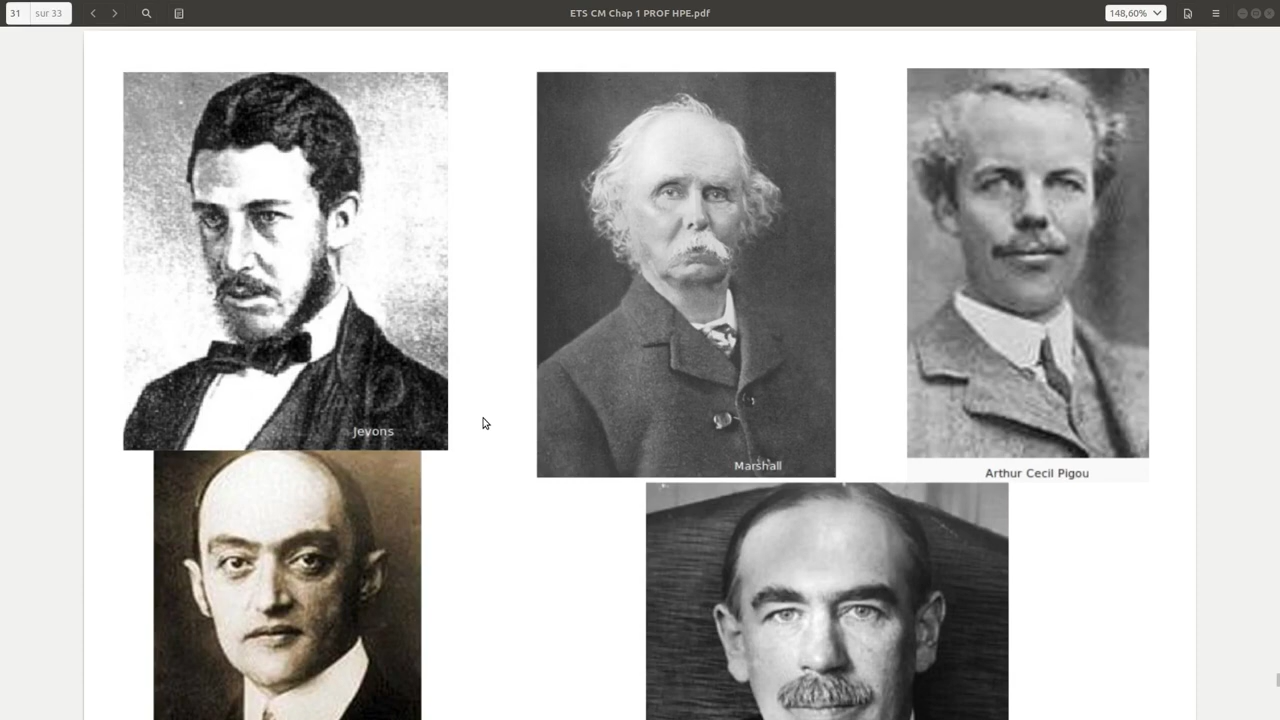 31 sur 33
ETS CM Chap 1 PROF HPE.pdf
148,60%
Jevons
Marshall
Arthur Cecil Pigou